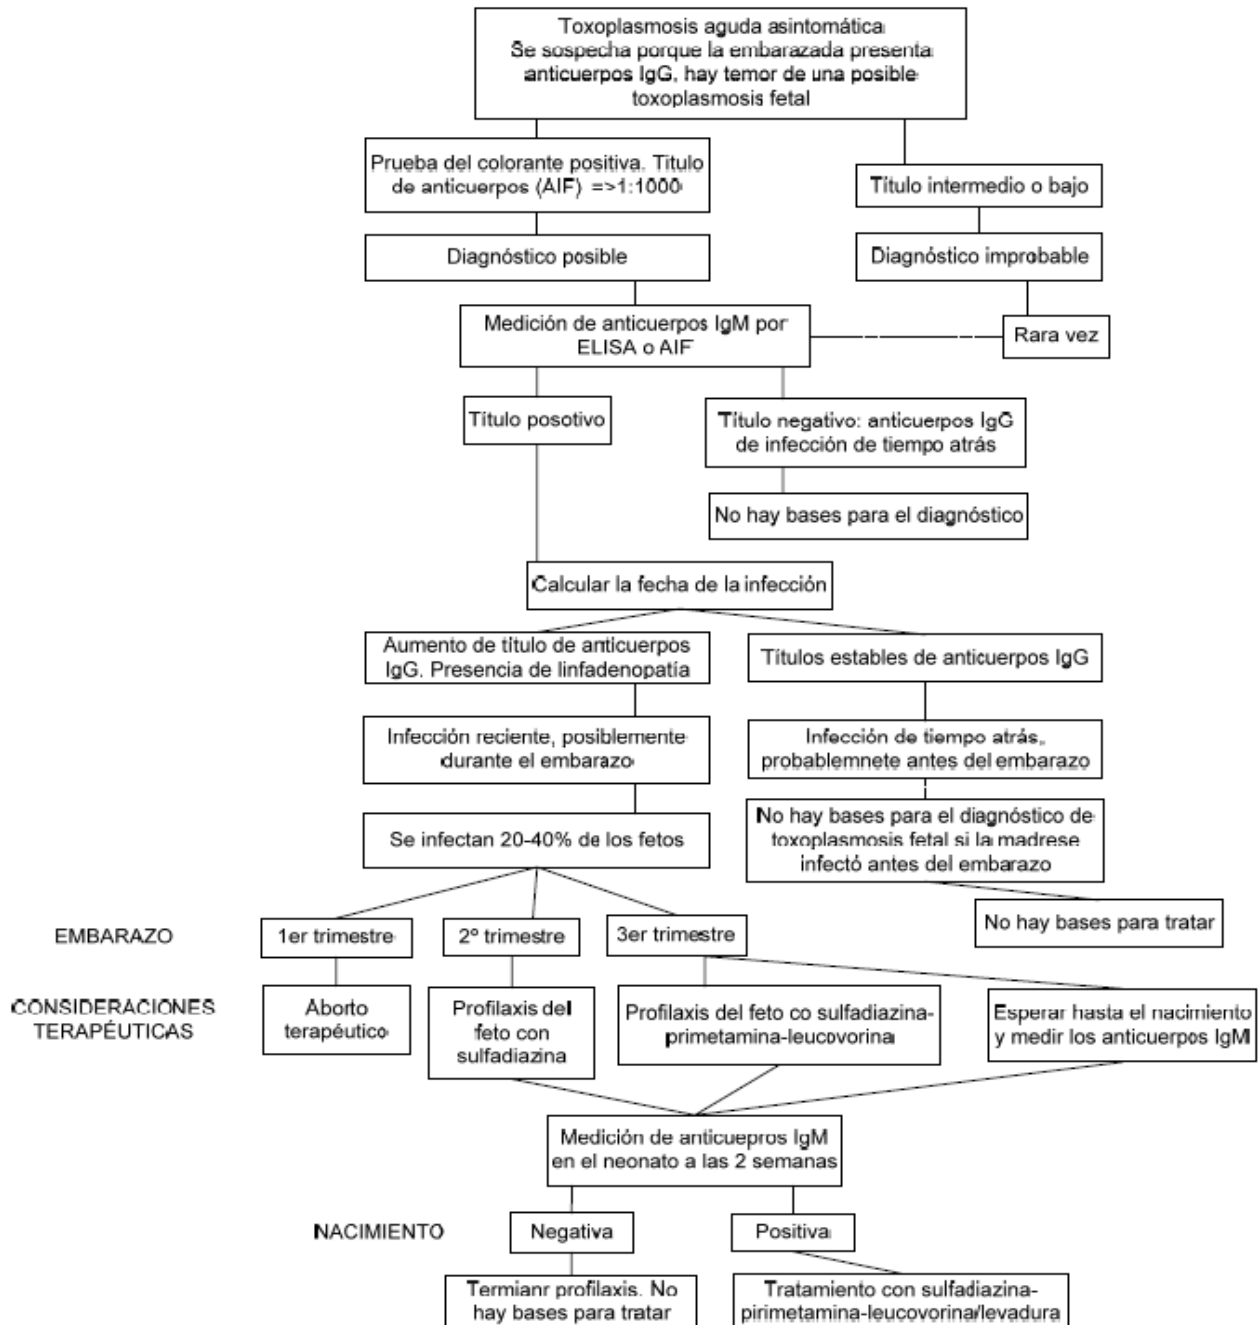 Toxoplasmosis aguda asintomática
Se sospecha porque la embarazada presenta
anticuerpos IgG, hay temor de una posible
toxoplasmosis fetal
Prueba del colorante positiva. Titulo
de anticuerpos (AIF) =>1:1000
Título intermedio o bajo
Diagnóstico posible
Diagnóstico improbable
Medición de anticuerpos IgM por
ELISA o AIF
Rara vez
Título posotivo
Título negativo: anticuerpos IgG
de infección de tiempo atrás
No hay bases para el diagnóstico
Calcular la fecha de la infección
Aumento de título de anticuerpos
IgG. Presencia de linfadenopatía
Títulos estables de anticuerpos IgG
Infección reciente, posiblemente
durante el embarazo
Infección de tiempo atrás,
probablemnete antes del embarazo
Se infectan 20-40% de los fetos
No hay bases para el diagnóstico de
toxoplasmosis fetal si la madrese
infectó antes del embarazo
No hay bases para tratar
EMBARAZO
1er trimestre
2º trimestre
3er trimestre
CONSIDERACIONES
TERAPÉUTICAS
Aborto
terapéutico
Profilaxis del
feto con
sulfadiazina
Profilaxis del feto co sulfadiazina-
primetamina-leucovorina
Esperar hasta el nacimiento
y medir los anticuerpos IgM
Medición de anticuepros IgM
en el neonato a las 2 semanas
NACIMIENTO
Negativa
Positiva
Termianr profilaxis. No
hay bases para tratar
Tratamiento con sulfadiazina-
pirimetamina-leucovorina/levadura